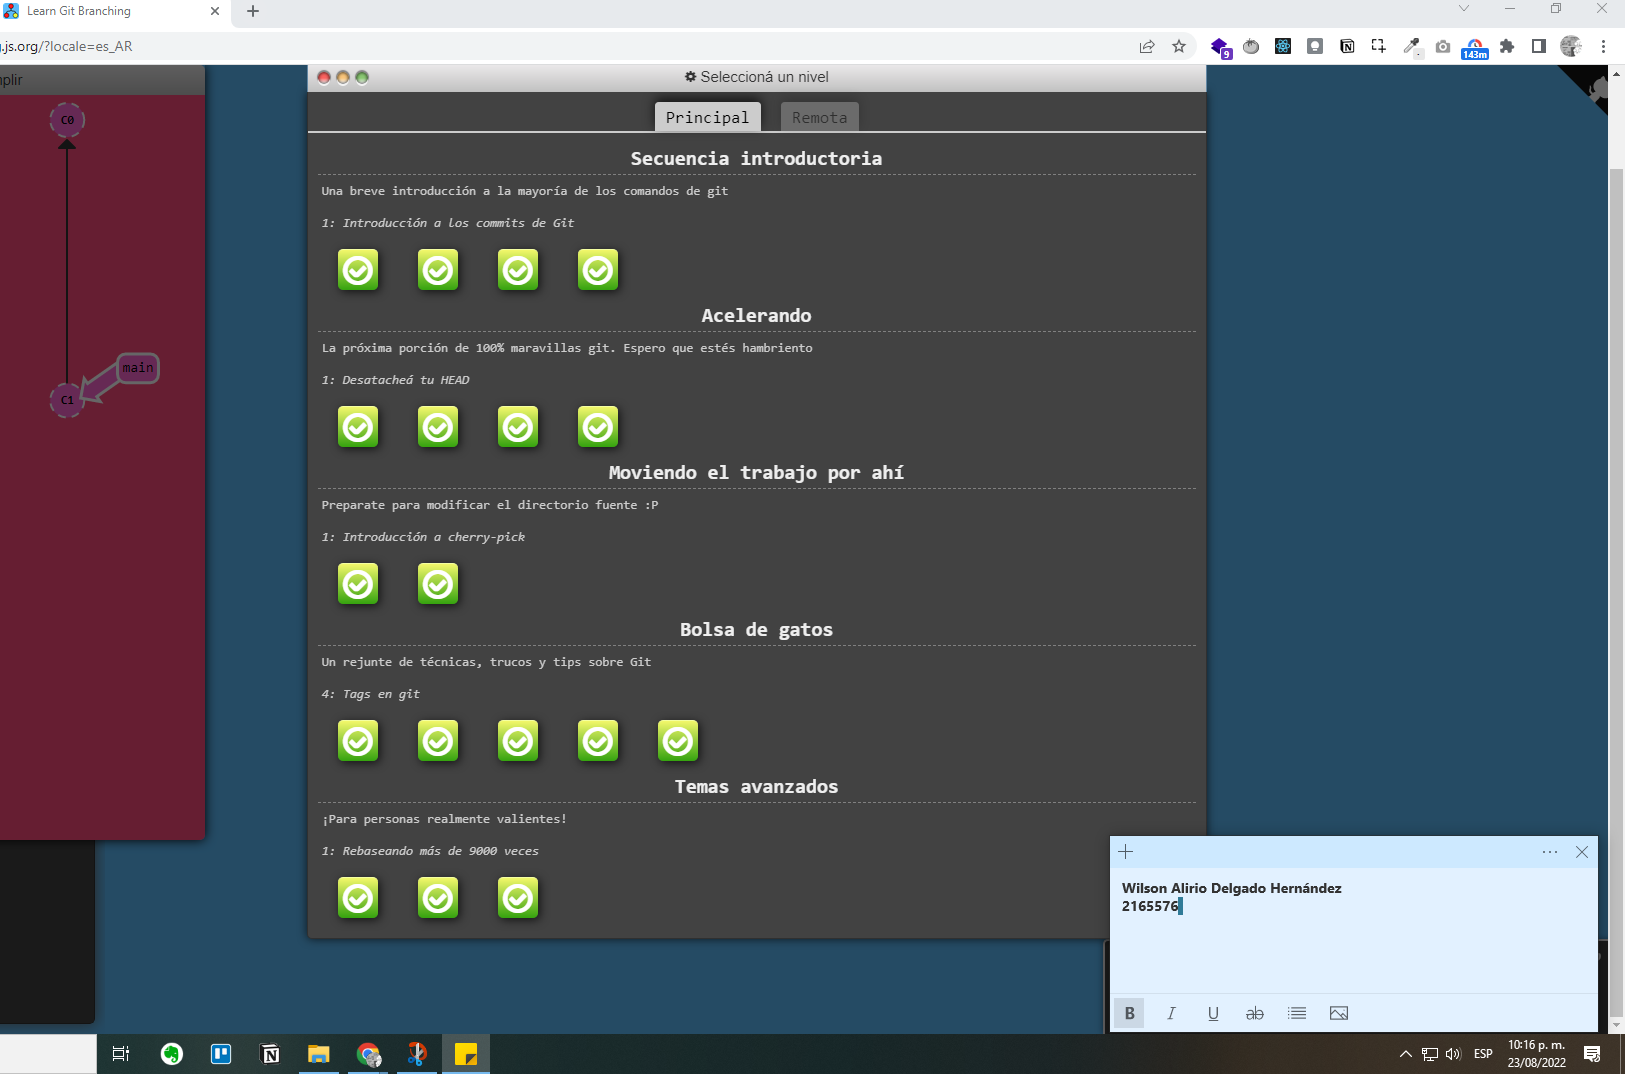 Learn Git Branching
.js.org/?locale=es_AR
9
143m
plir
C0
main
C1
Seleccioná un nivel
Principal
Remota
Secuencia introductoria
Una breve introducción a la mayoría de los comandos de git
1: Introducción a los commits de Git
Acelerando
La próxima porción de 100% maravillas git. Espero que estés hambriento
1: Desatacheá tu HEAD
Moviendo el trabajo por ahí
Preparate para modificar el directorio fuente :P
1: Introducción a cherry-pick
Bolsa de gatos
Un rejunte de técnicas, trucos y tips sobre Git
4: Tags en git
Temas avanzados
¡Para personas realmente valientes!
1: Rebaseando más de 9000 veces
Wilson Alirio Delgado Hernández
2165576
B I U ab
ESP
10:16 p. m.
23/08/2022